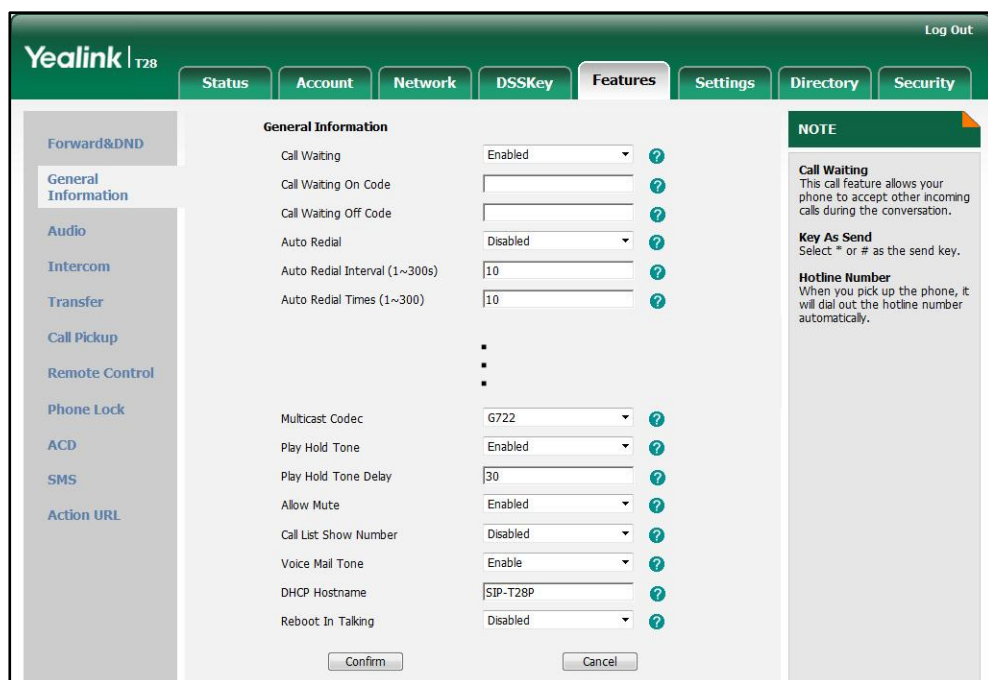 Log Out
Yealink T28
Status Account Network DSSKey Features Settings Directory Security
Forward&DND
General
Information
Audio
Intercom
Transfer
Call Pickup
Remote Control
Phone Lock
ACD
SMS
Action URL
General Information
Call Waiting Enabled ?
Call Waiting On Code ?
Call Waiting Off Code ?
Auto Redial Disabled ?
Auto Redial Interval (1~300s) 10 ?
Auto Redial Times (1~300) 10 ?
Multicast Codec G722 ?
Play Hold Tone Enabled ?
Play Hold Tone Delay 30 ?
Allow Mute Enabled ?
Call List Show Number Disabled ?
Voice Mail Tone Enable ?
DHCP Hostname SIP-T28P ?
Reboot In Talking Disabled ?
Confirm Cancel
NOTE
Call Waiting
This call feature allows your
phone to accept other incoming
calls during the conversation.
Key As Send
Select * or # as the send key.
Hotline Number
When you pick up the phone, it
will dial out the hotline number
automatically.